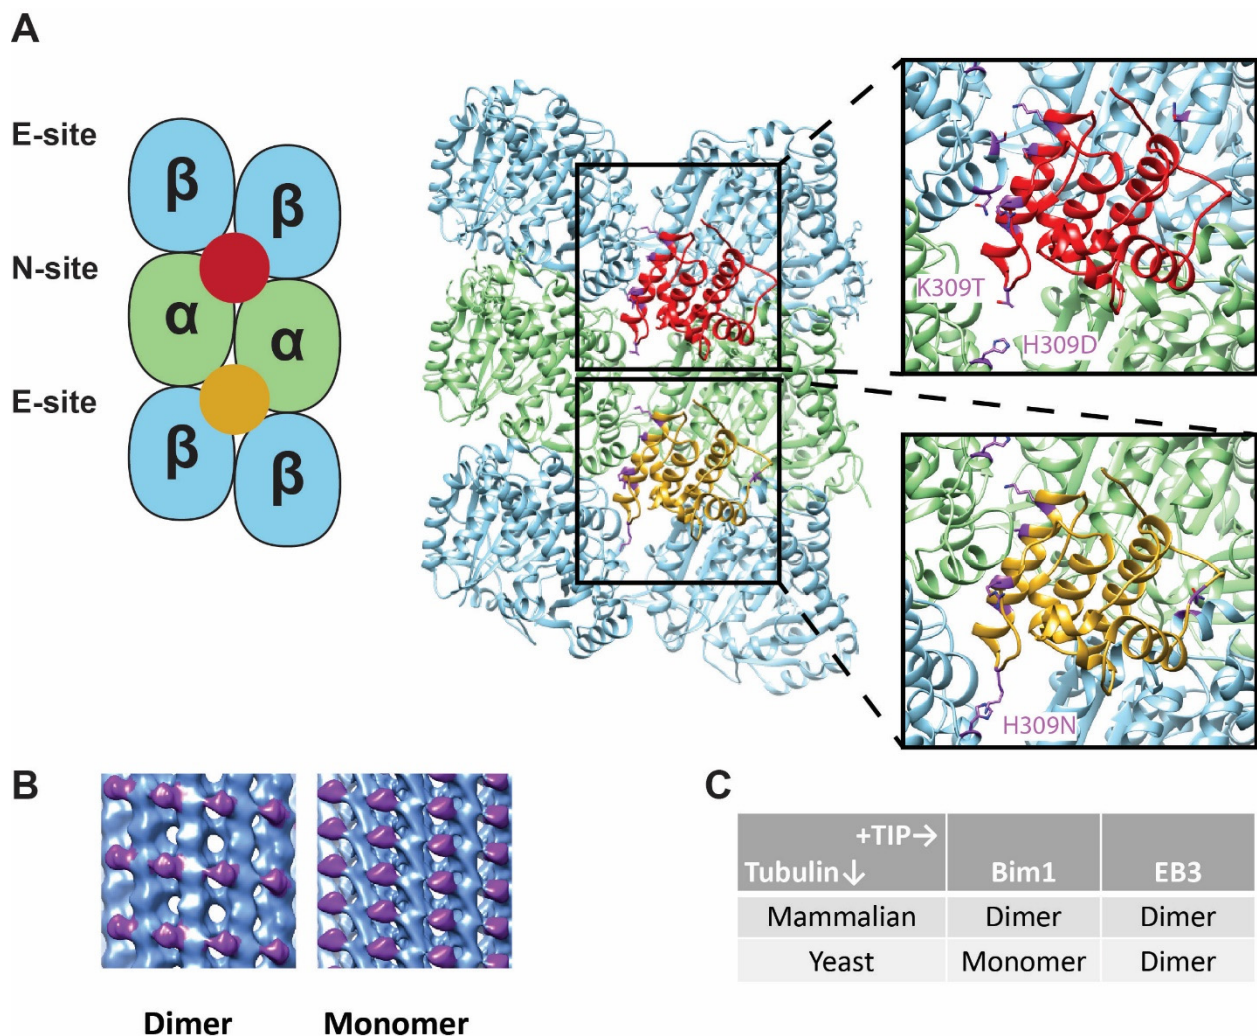 A
E-site
N-site
E-site
β
β
α
α
β
β
K309T
H309D
H309N
B
Dimer
Monomer
C
+TIP→
Tubulin↓
Bim1
EB3
Mammalian
Dimer
Dimer
Yeast
Monomer
Dimer